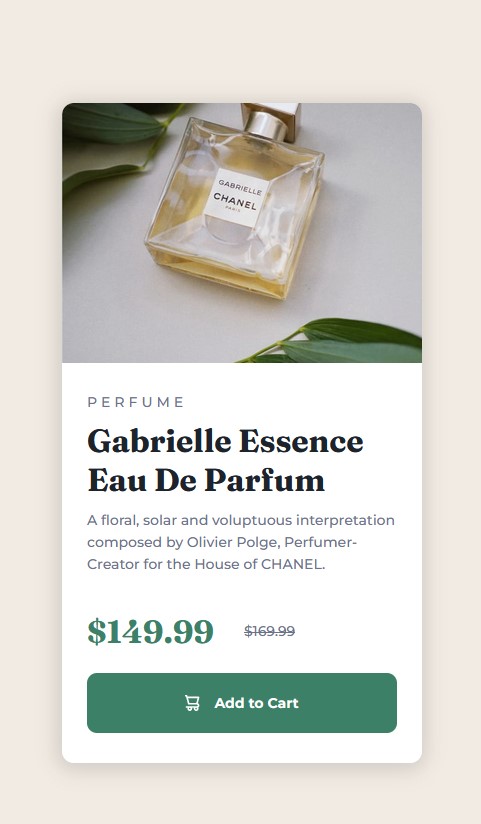 GABRIELLE
CHANEL
PARIS
PERFUME
Gabrielle Essence
Eau De Parfum
A floral, solar and voluptuous interpretation
composed by Olivier Polge, Perfumer-
Creator for the House of CHANEL.
$149.99 $169.99
Add to Cart